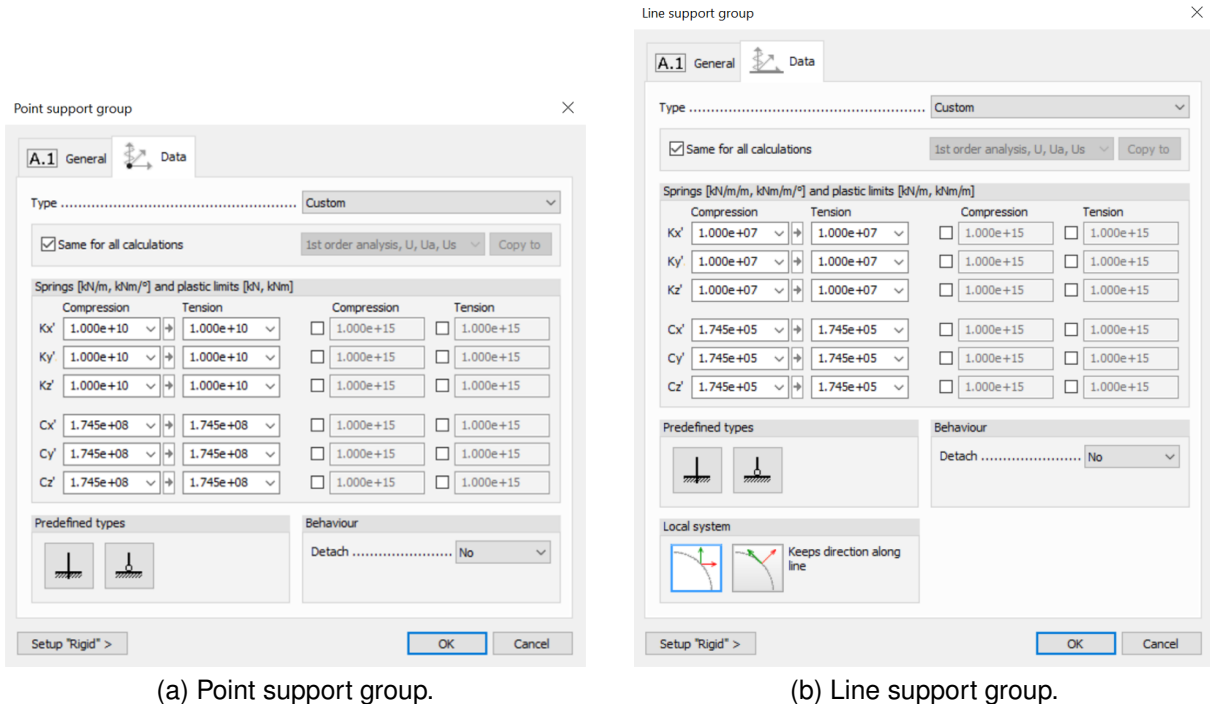 Point support group
A.1 General Data
Type ........................................................ Custom
Same for all calculations 1st order analysis, U, Ua, Us Copy to
Springs [kN/m, kNm/°] and plastic limits [kN, kNm]
Compression Tension Compression Tension
Kx' 1.000e+10 1.000e+10 1.000e+15 1.000e+15
Ky' 1.000e+10 1.000e+10 1.000e+15 1.000e+15
Kz' 1.000e+10 1.000e+10 1.000e+15 1.000e+15
Cx' 1.745e+08 1.745e+08 1.000e+15 1.000e+15
Cy' 1.745e+08 1.745e+08 1.000e+15 1.000e+15
Cz' 1.745e+08 1.745e+08 1.000e+15 1.000e+15
Predefined types Behaviour
Detach ....................... No
Setup "Rigid" > OK Cancel
(a) Point support group.
Line support group
A.1 General Data
Type ........................................................ Custom
Same for all calculations 1st order analysis, U, Ua, Us Copy to
Springs [kN/m/m, kNm/m/°] and plastic limits [kN/m, kNm/m]
Compression Tension Compression Tension
Kx' 1.000e+07 1.000e+07 1.000e+15 1.000e+15
Ky' 1.000e+07 1.000e+07 1.000e+15 1.000e+15
Kz' 1.000e+07 1.000e+07 1.000e+15 1.000e+15
Cx' 1.745e+05 1.745e+05 1.000e+15 1.000e+15
Cy' 1.745e+05 1.745e+05 1.000e+15 1.000e+15
Cz' 1.745e+05 1.745e+05 1.000e+15 1.000e+15
Predefined types Behaviour
Detach ....................... No
Local system
Keeps direction along
line
Setup "Rigid" > OK Cancel
(b) Line support group.